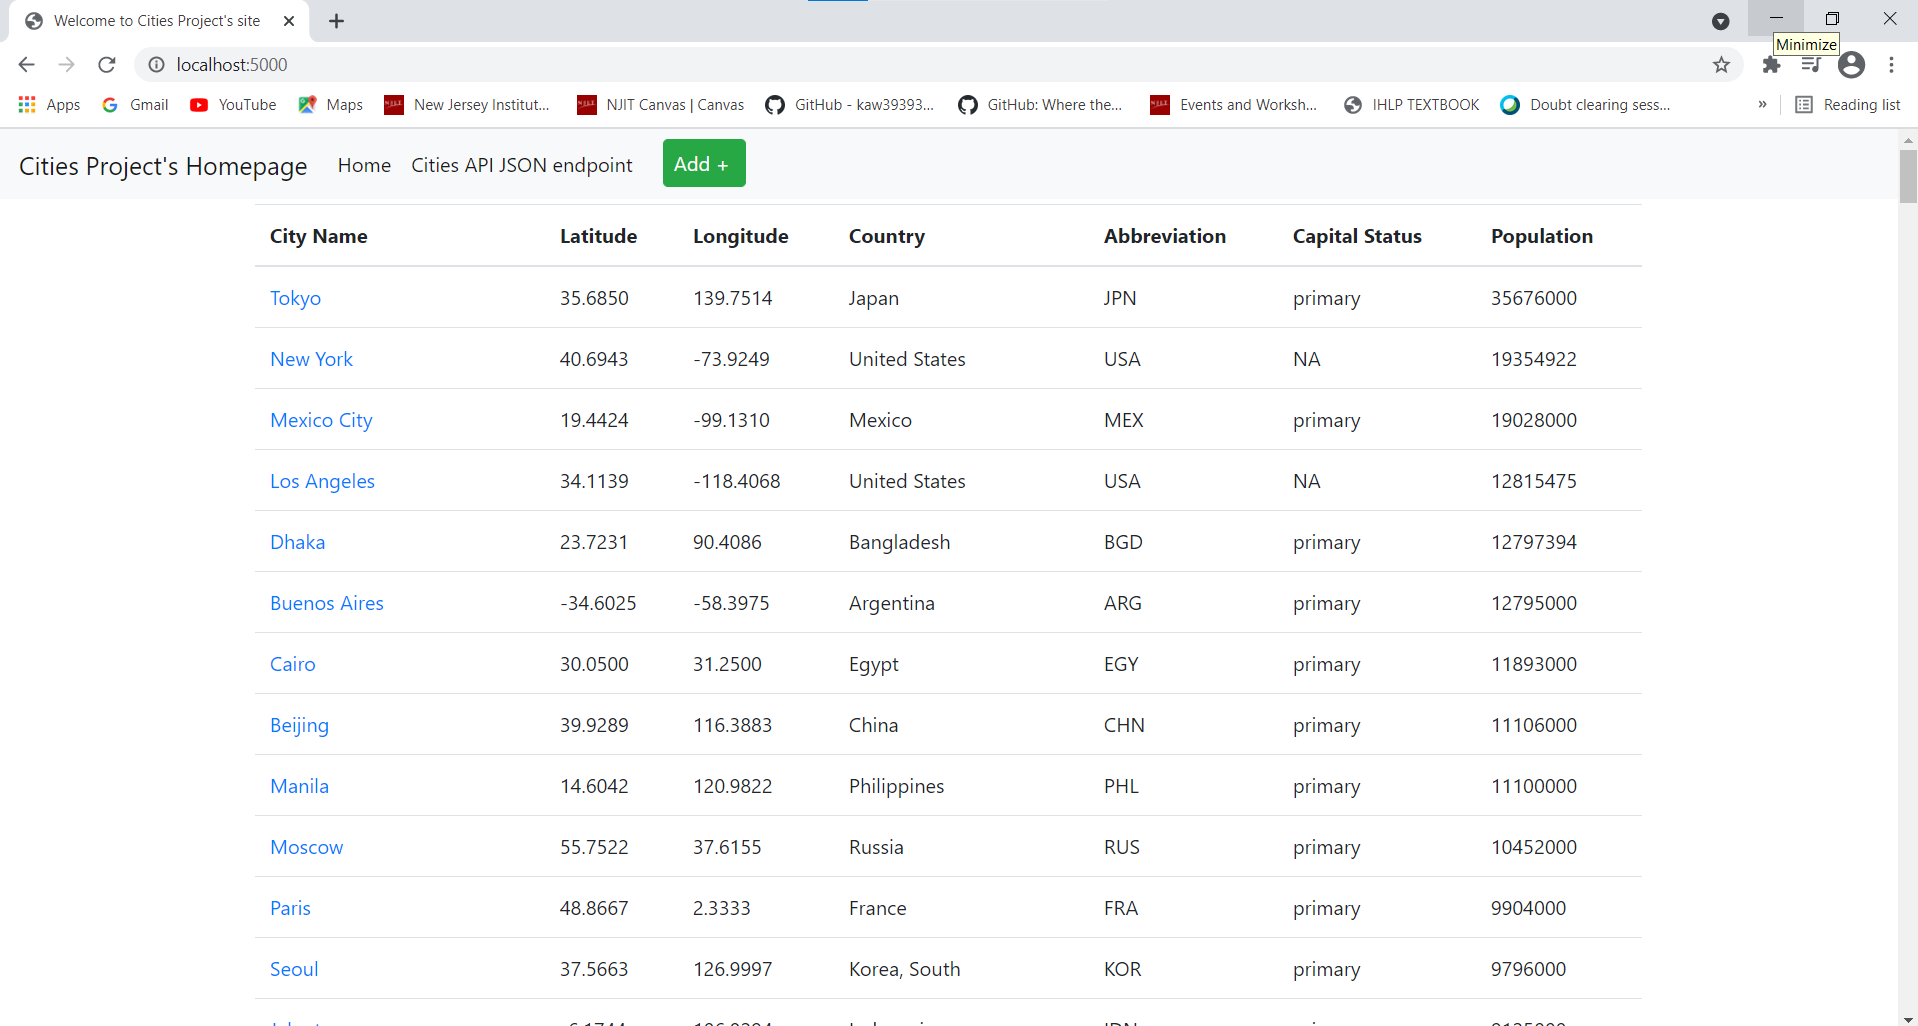 Welcome to Cities Project's site
localhost:5000
Minimize
Apps Gmail YouTube Maps New Jersey Institut... NJIT Canvas | Canvas GitHub - kaw39393... GitHub: Where the... Events and Worksh... IHLP TEXTBOOK Doubt clearing sess... » Reading list
Cities Project's Homepage Home Cities API JSON endpoint Add +
City Name Latitude Longitude Country Abbreviation Capital Status Population
Tokyo 35.6850 139.7514 Japan JPN primary 35676000
New York 40.6943 -73.9249 United States USA NA 19354922
Mexico City 19.4424 -99.1310 Mexico MEX primary 19028000
Los Angeles 34.1139 -118.4068 United States USA NA 12815475
Dhaka 23.7231 90.4086 Bangladesh BGD primary 12797394
Buenos Aires -34.6025 -58.3975 Argentina ARG primary 12795000
Cairo 30.0500 31.2500 Egypt EGY primary 11893000
Beijing 39.9289 116.3883 China CHN primary 11106000
Manila 14.6042 120.9822 Philippines PHL primary 11100000
Moscow 55.7522 37.6155 Russia RUS primary 10452000
Paris 48.8667 2.3333 France FRA primary 9904000
Seoul 37.5663 126.9997 Korea, South KOR primary 9796000